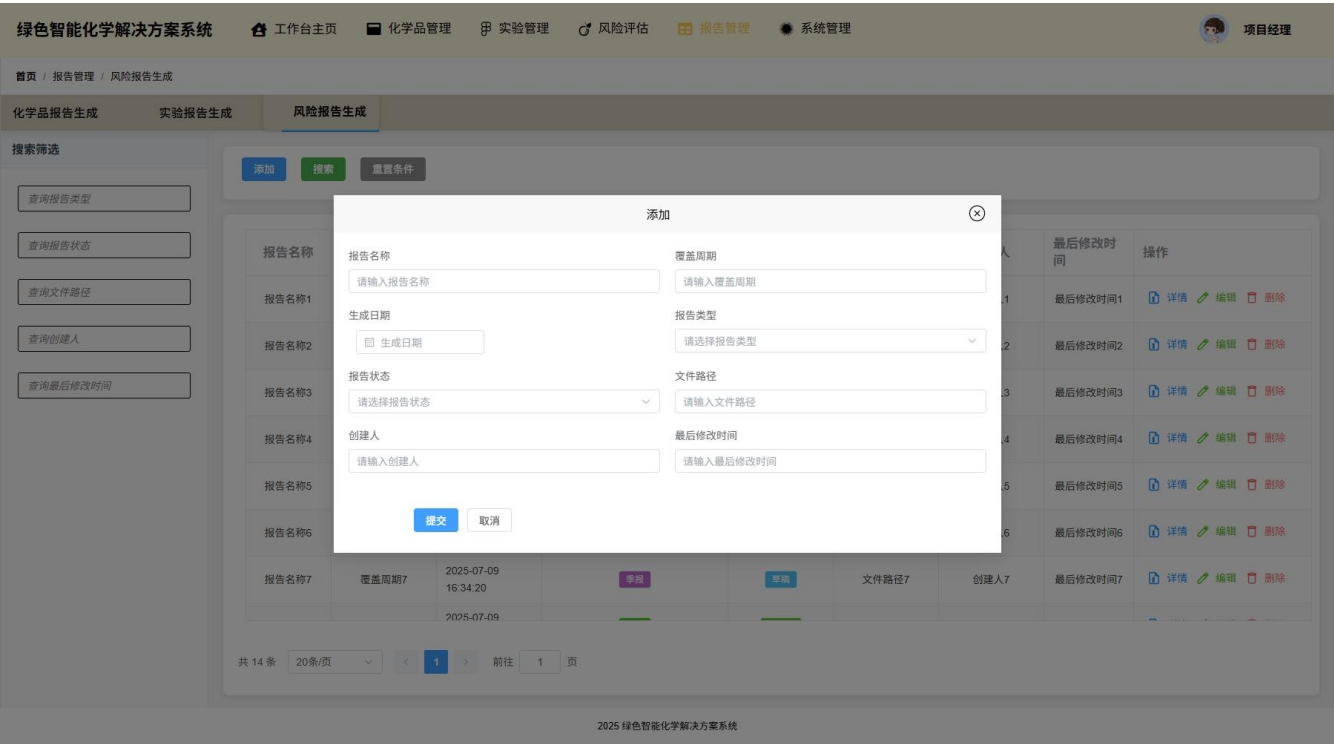 绿色智能化学解决方案系统 工作台主页 化学品管理 实验管理 风险评估 报告管理 系统管理 项目经理
首页 / 报告管理 / 风险报告生成
化学品报告生成 实验报告生成 风险报告生成
搜索筛选
添加 搜索 重置条件
查询报告类型
查询报告状态
查询文件路径
查询创建人
查询最后修改时间
添加
报告名称 覆盖周期
请输入报告名称 请输入覆盖周期
生成日期 报告类型
生成日期 请选择报告类型
报告状态 文件路径
请选择报告状态 请输入文件路径
创建人 最后修改时间
请输入创建人 请输入最后修改时间
提交 取消
报告名称 人 最后修改时间 操作
报告名称1 1 最后修改时间1 详情 编辑 删除
报告名称2 2 最后修改时间2 详情 编辑 删除
报告名称3 3 最后修改时间3 详情 编辑 删除
报告名称4 4 最后修改时间4 详情 编辑 删除
报告名称5 5 最后修改时间5 详情 编辑 删除
报告名称6 6 最后修改时间6 详情 编辑 删除
报告名称7 覆盖周期7 2025-07-09 16:34:20 季报 草稿 文件路径7 创建人7 最后修改时间7 详情 编辑 删除
2025-07-09
共 14 条 20条/页 1 前往 1 页
2025 绿色智能化学解决方案系统